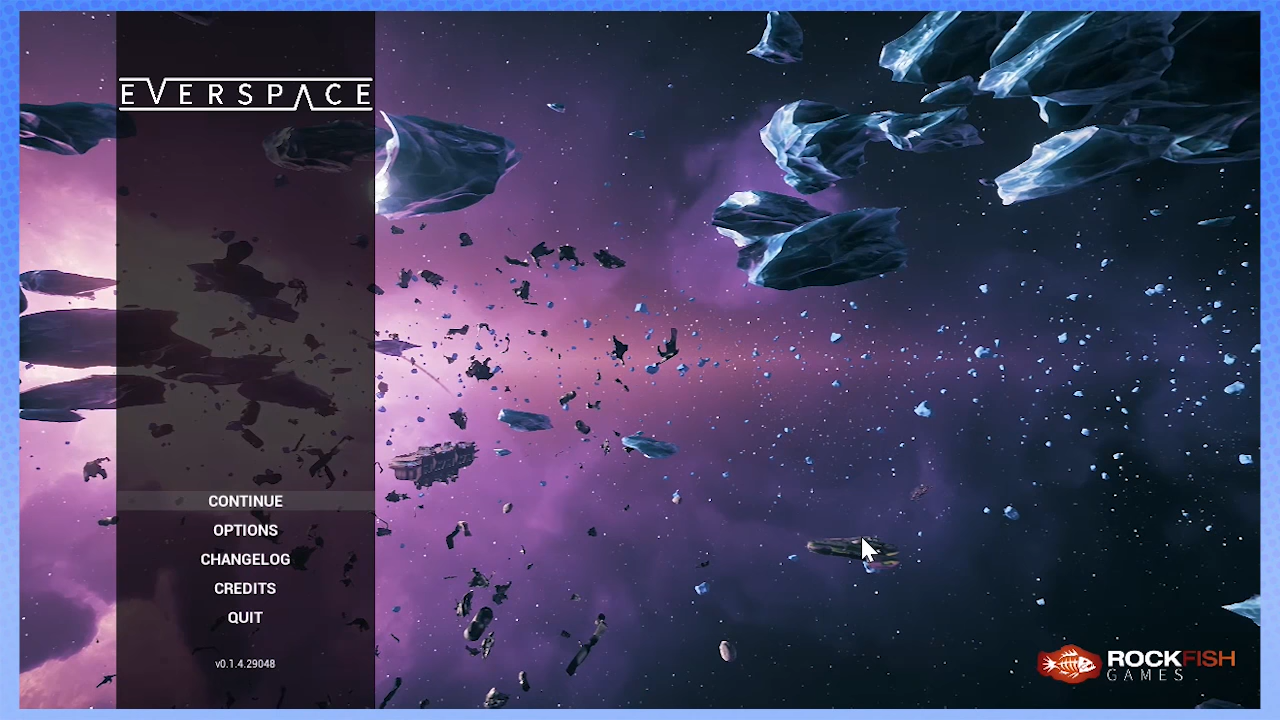 EVERSPACE
CONTINUE
OPTIONS
CHANGELOG
CREDITS
QUIT
v0.1.4.29048
ROCKFISH
GAMES